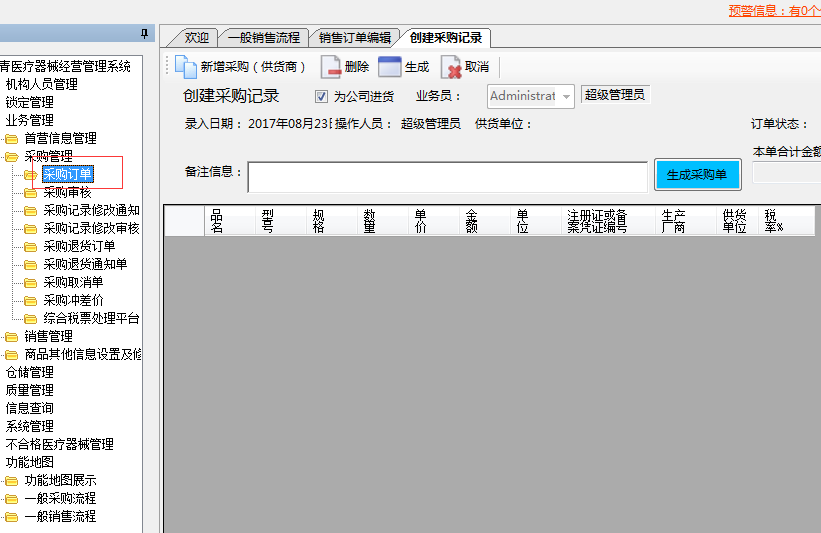 预警信息：有0个
欢迎 一般销售流程 销售订单编辑 创建采购记录
新增采购（供货商） 删除 生成 取消
创建采购记录 为公司进货 业务员： Administrat 超级管理员
录入日期： 2017年08月23 操作人员： 超级管理员 供货单位： 订单状态：
本单合计金额
备注信息： 生成采购单
品名 型号 规格 数量 单价 金额 单位 注册证或备案凭证编号 生产厂商 供货单位 税率%
青医疗器械经营管理系统
机构人员管理
锁定管理
业务管理
首营信息管理
采购管理
采购订单
采购审核
采购记录修改通知
采购记录修改审核
采购退货订单
采购退货通知单
采购取消单
采购冲差价
综合税票处理平台
销售管理
商品其他信息设置及修
仓储管理
质量管理
信息查询
系统管理
不合格医疗器械管理
功能地图
功能地图展示
一般采购流程
一般销售流程